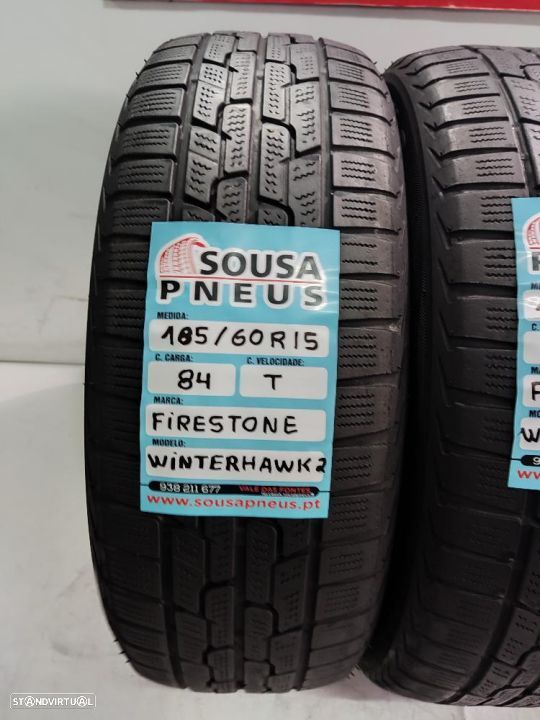 SOUSA
PNEUS
MEDIDA:
185/60R15
C. CARGA:
C. VELOCIDADE:
84
T
MARCA:
FiRESTONE
MODELO:
WiNTERHAWK2
938 211 677
VALE DAS FONTES
www.sousapneus.pt
STANDVIRTUAL